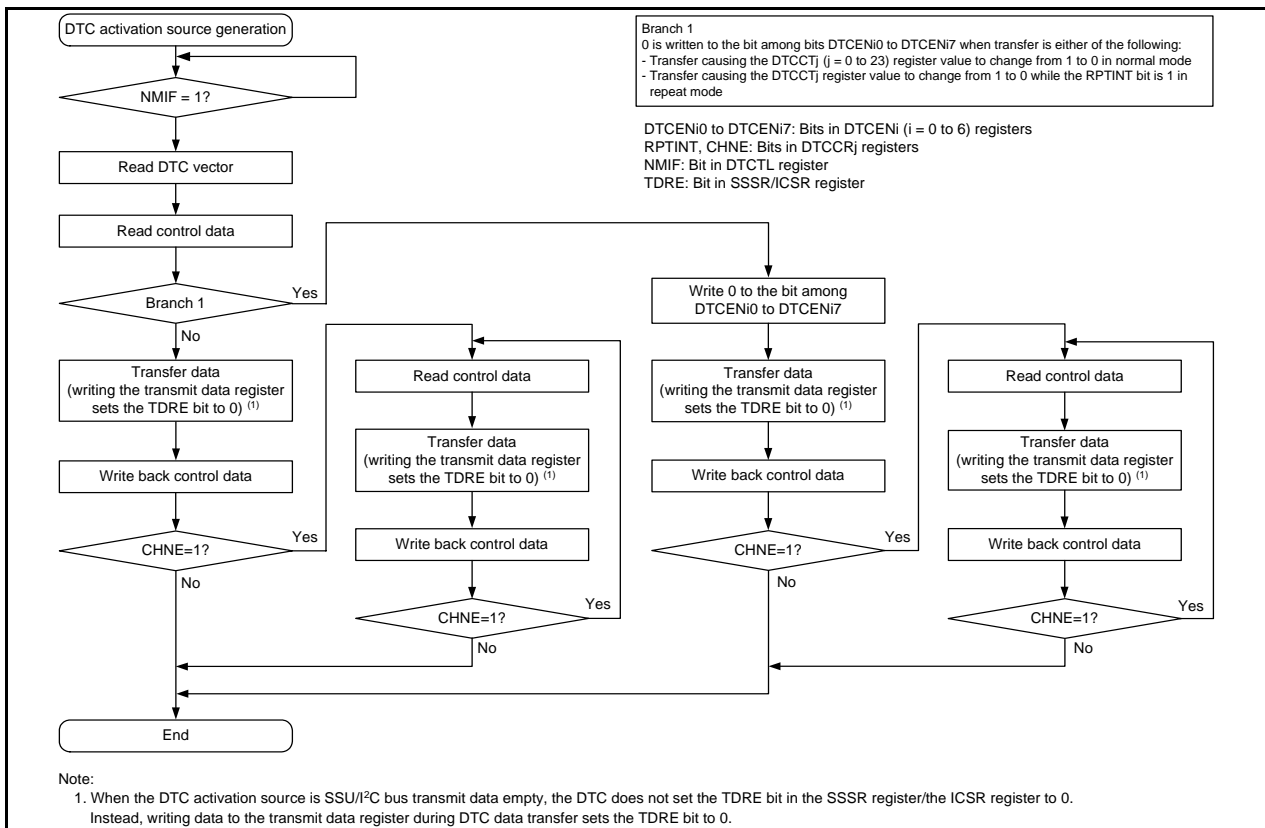 DTC activation source generation
NMIF = 1?
Read DTC vector
Read control data
Branch 1
Yes
No
Transfer data
(writing the transmit data register
sets the TDRE bit to 0) (1)
Write back control data
CHNE=1?
Yes
No
Read control data
Transfer data
(writing the transmit data register
sets the TDRE bit to 0) (1)
Write back control data
CHNE=1?
Yes
No
Branch 1
0 is written to the bit among bits DTCENi0 to DTCENi7 when transfer is either of the following:
- Transfer causing the DTCCTj (j = 0 to 23) register value to change from 1 to 0 in normal mode
- Transfer causing the DTCCTj register value to change from 1 to 0 while the RPTINT bit is 1 in
repeat mode
DTCENi0 to DTCENi7: Bits in DTCENi (i = 0 to 6) registers
RPTINT, CHNE: Bits in DTCCRj registers
NMIF: Bit in DTCTL register
TDRE: Bit in SSSR/ICSR register
Write 0 to the bit among
DTCENi0 to DTCENi7
Transfer data
(writing the transmit data register
sets the TDRE bit to 0) (1)
Write back control data
CHNE=1?
Yes
No
Read control data
Transfer data
(writing the transmit data register
sets the TDRE bit to 0) (1)
Write back control data
CHNE=1?
Yes
No
End
Note:
1. When the DTC activation source is SSU/I²C bus transmit data empty, the DTC does not set the TDRE bit in the SSSR register/the ICSR register to 0.
Instead, writing data to the transmit data register during DTC data transfer sets the TDRE bit to 0.